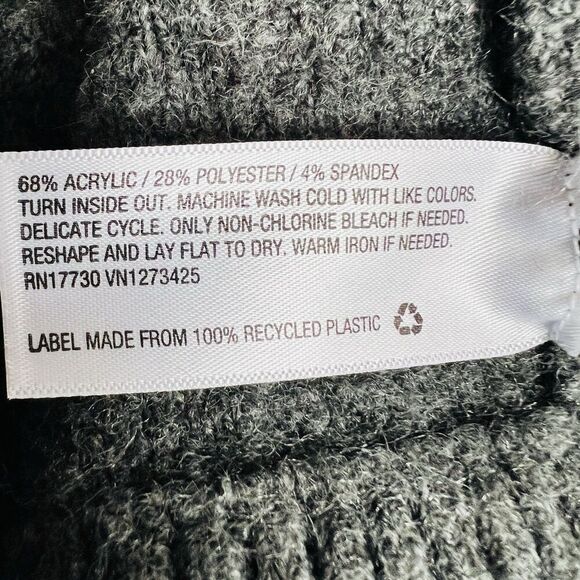 68% ACRYLIC / 28% POLYESTER / 4% SPANDEX
TURN INSIDE OUT. MACHINE WASH COLD WITH LIKE COLORS.
DELICATE CYCLE. ONLY NON-CHLORINE BLEACH IF NEEDED.
RESHAPE AND LAY FLAT TO DRY. WARM IRON IF NEEDED.
RN17730 VN1273425
LABEL MADE FROM 100% RECYCLED PLASTIC